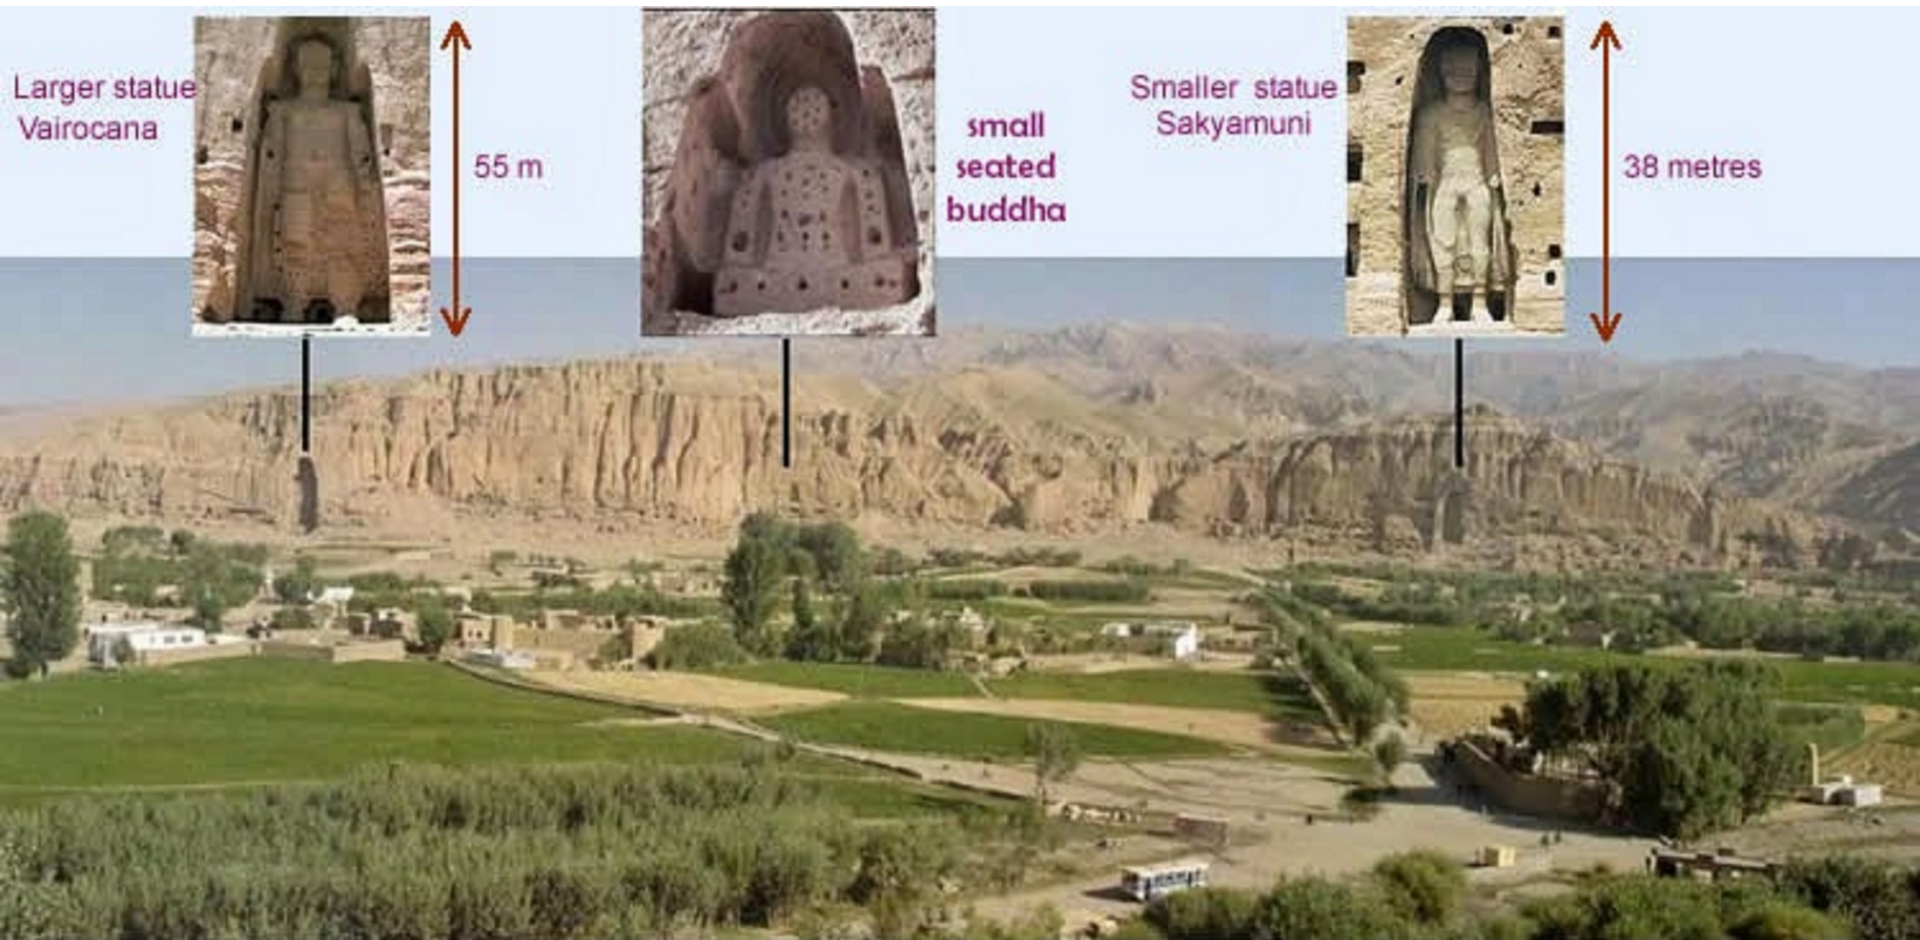 Larger statue
Vairocana
55 m
small
seated
buddha
Smaller statue
Sakyamuni
38 metres